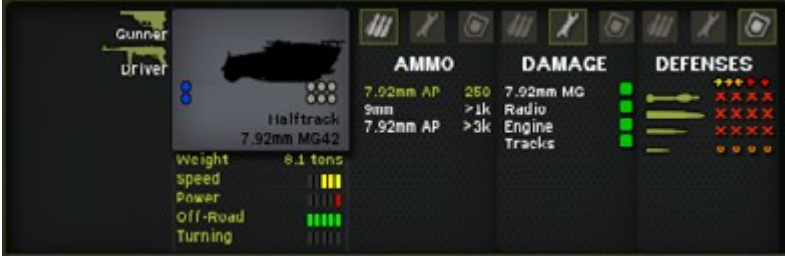 Gunner
Driver
Halftrack
7.92mm MG42
Weight 8.1 tons
Speed
Power
Off-Road
Turning
AMMO
7.92mm AP 250
9mm >1k
7.92mm AP >3k
DAMAGE
7.92mm MG
Radio
Engine
Tracks
DEFENSES
X X X X
X X X X
X X X X